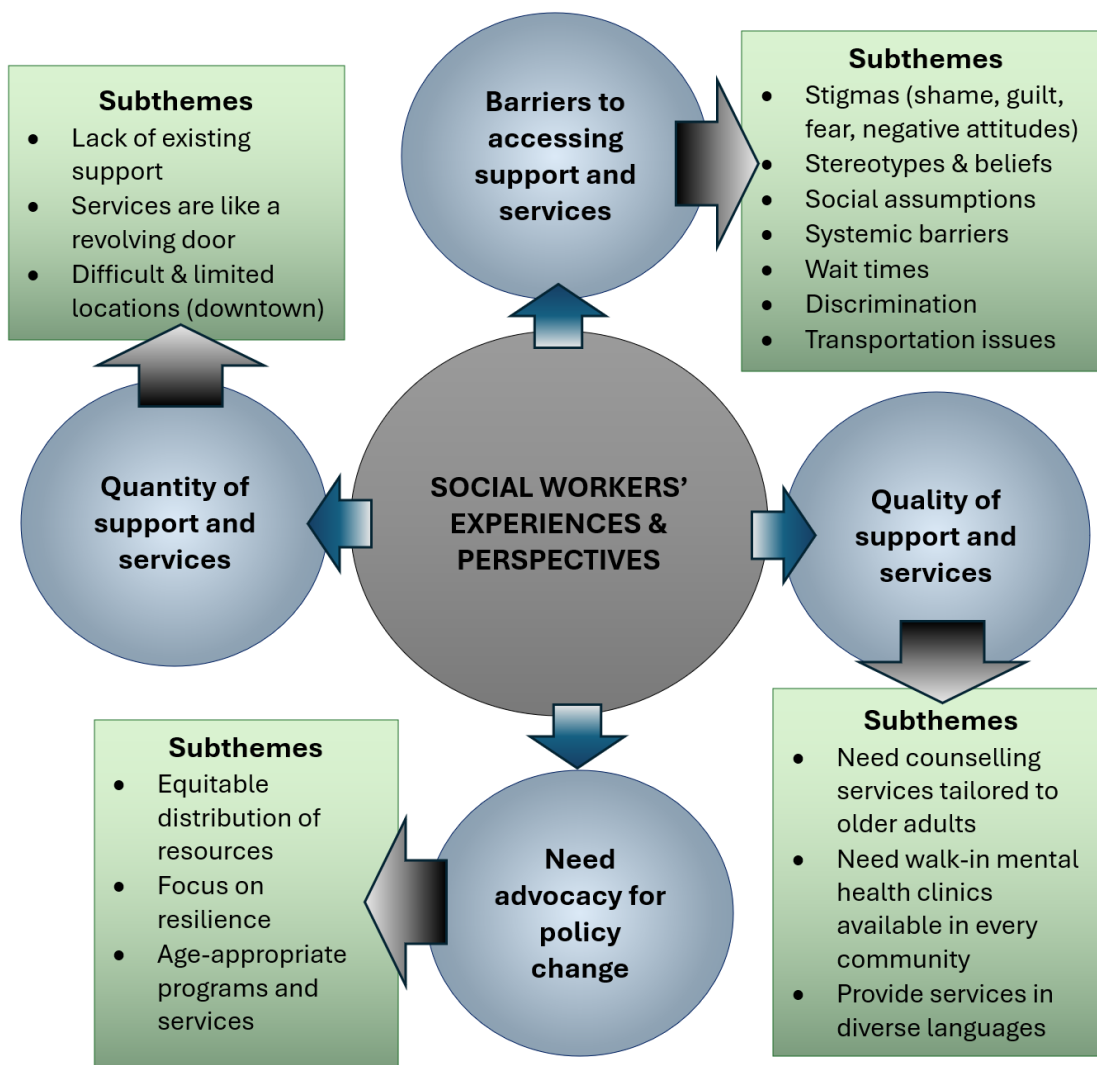 Subthemes
• Lack of existing
support
• Services are like a
revolving door
• Difficult & limited
locations (downtown)
Barriers to
accessing
support and
services
Subthemes
• Stigmas (shame, guilt,
fear, negative attitudes)
• Stereotypes & beliefs
• Social assumptions
• Systemic barriers
• Wait times
• Discrimination
• Transportation issues
Quantity of
support and
services
SOCIAL WORKERS’
EXPERIENCES &
PERSPECTIVES
Quality of
support and
services
Subthemes
• Equitable
distribution of
resources
• Focus on
resilience
• Age-appropriate
programs and
services
Need
advocacy for
policy
change
Subthemes
• Need counselling
services tailored to
older adults
• Need walk-in mental
health clinics
available in every
community
• Provide services in
diverse languages